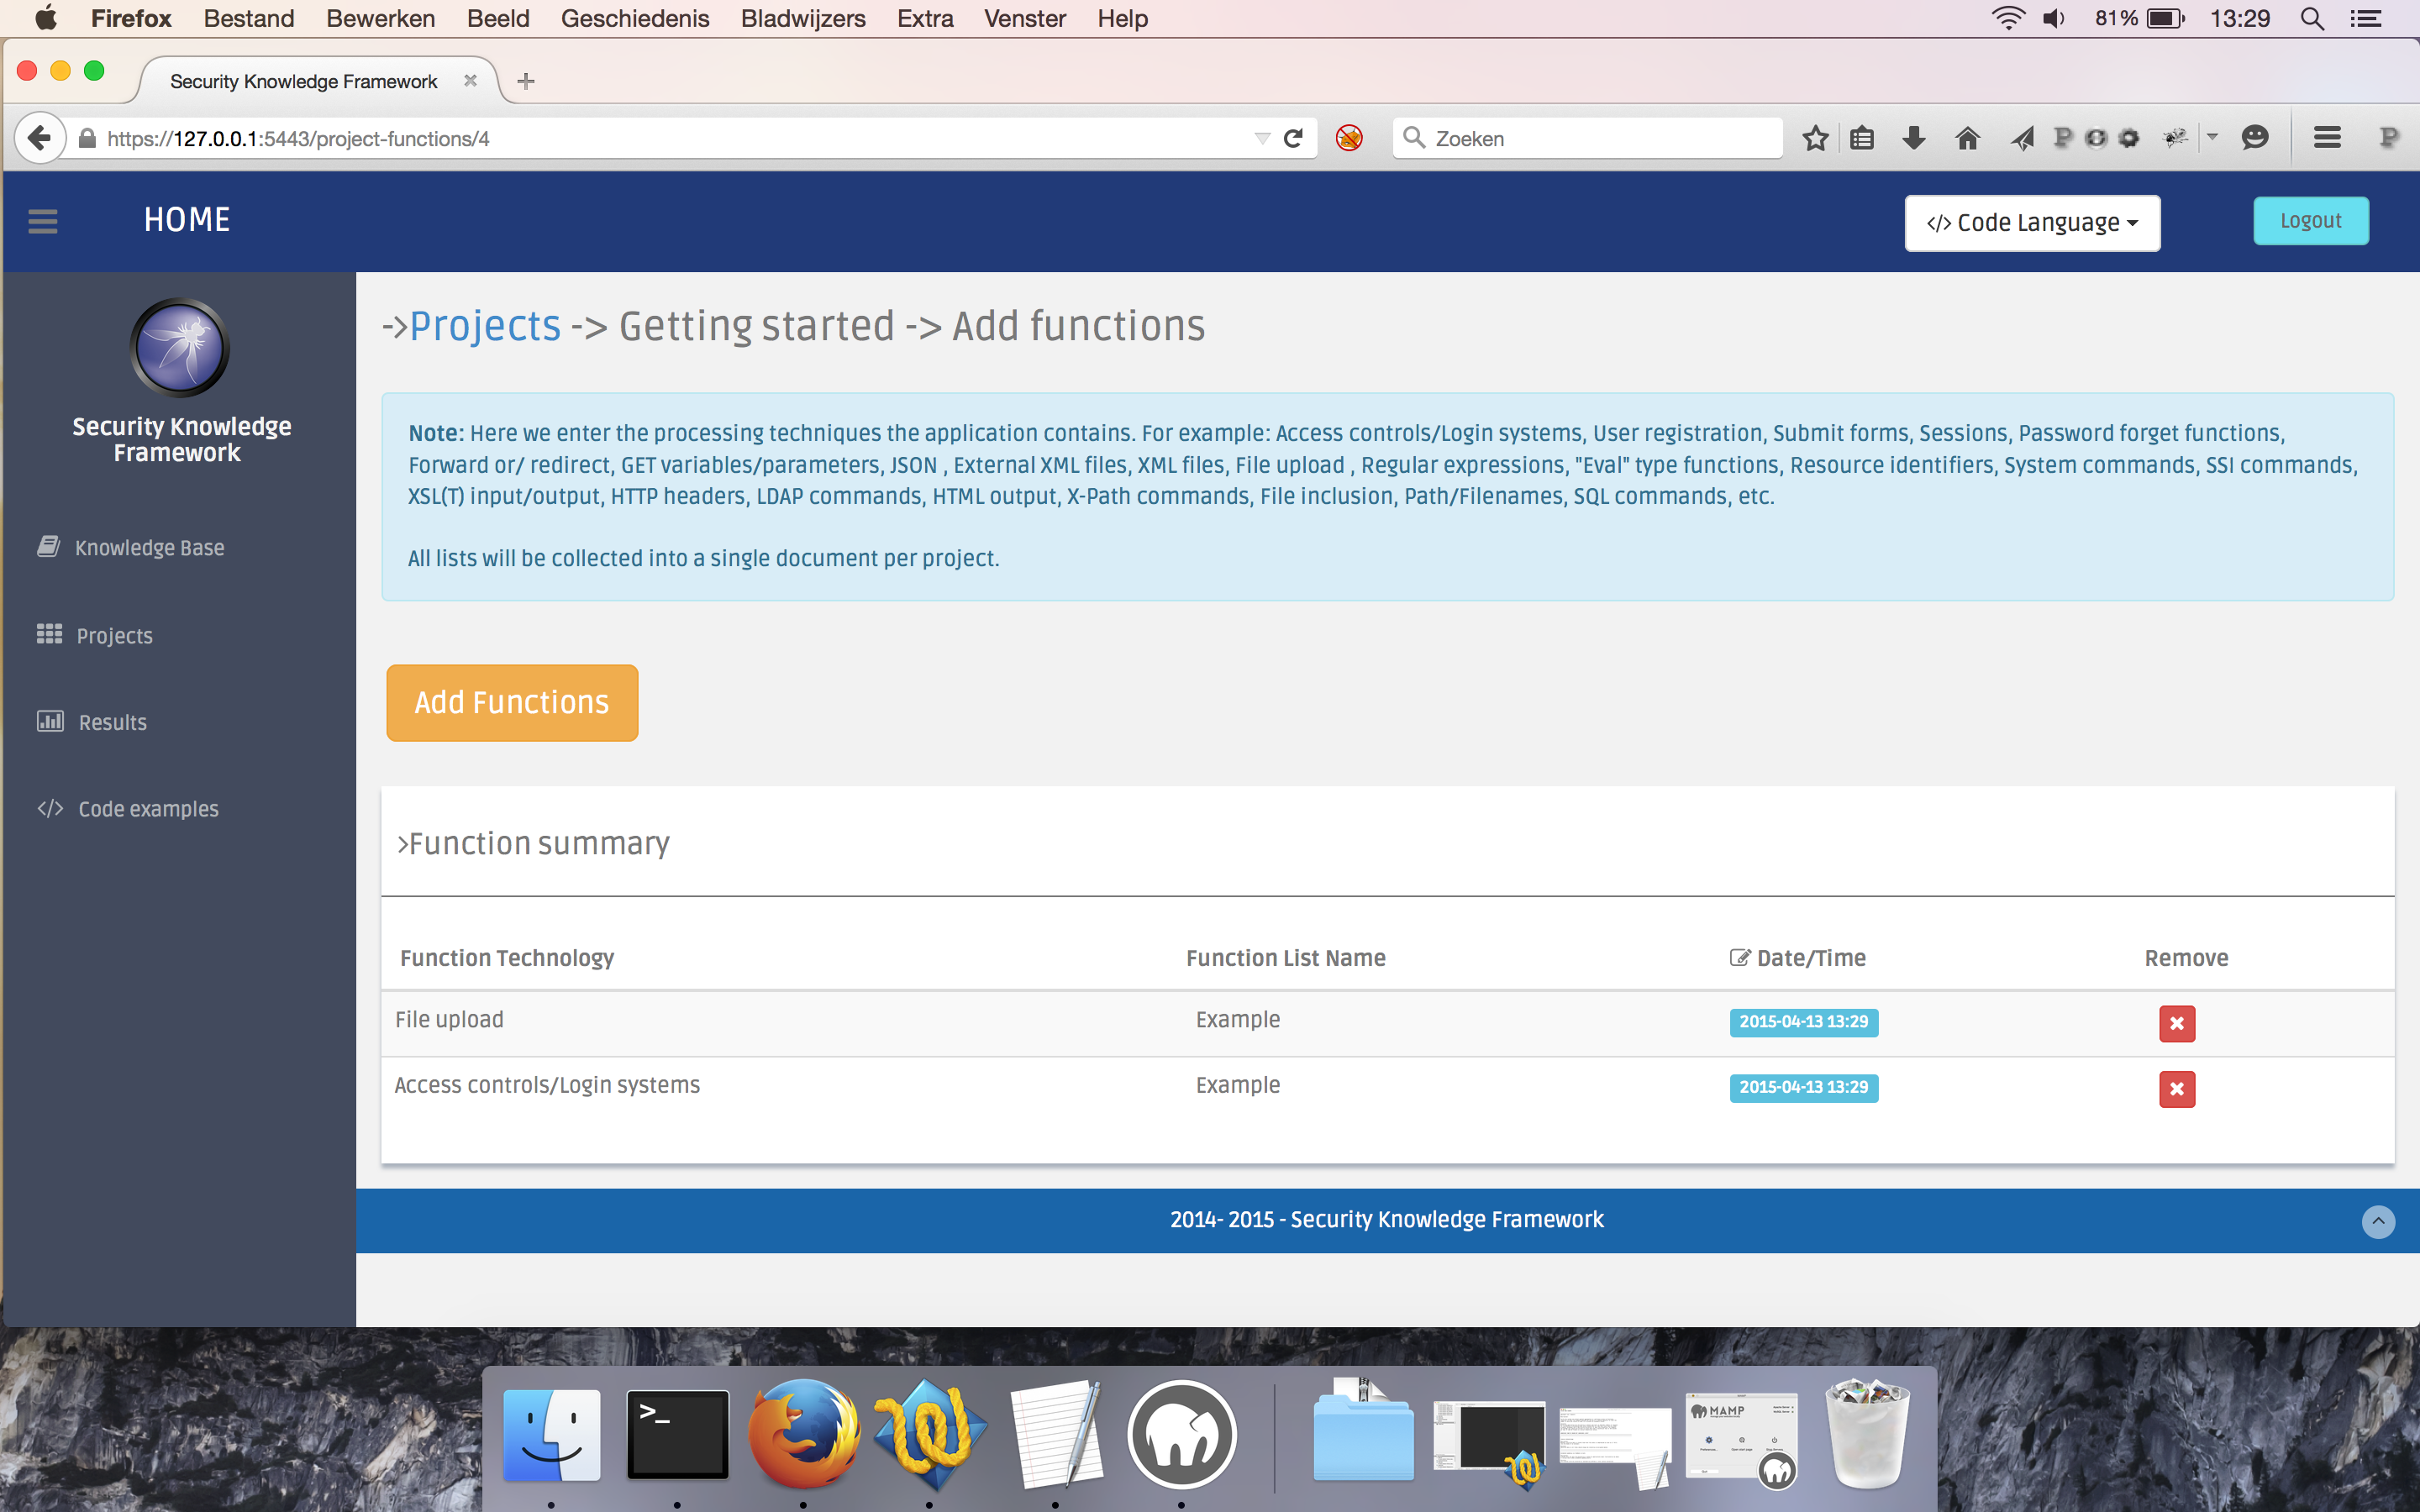 Firefox Bestand Bewerken Beeld Geschiedenis Bladwijzers Extra Venster Help 81% 13:29
Security Knowledge Framework
https://127.0.0.1:5443/project-functions/4 Zoeken
HOME </> Code Language Logout
->Projects -> Getting started -> Add functions
Security Knowledge
Framework
Note: Here we enter the processing techniques the application contains. For example: Access controls/Login systems, User registration, Submit forms, Sessions, Password forget functions,
Forward or/ redirect, GET variables/parameters, JSON , External XML files, XML files, File upload , Regular expressions, "Eval" type functions, Resource identifiers, System commands, SSI commands,
XSL(T) input/output, HTTP headers, LDAP commands, HTML output, X-Path commands, File inclusion, Path/Filenames, SQL commands, etc.
All lists will be collected into a single document per project.
Knowledge Base
Projects
Results
</> Code examples
Add Functions
>Function summary
Function Technology Function List Name Date/Time Remove
File upload Example 2015-04-13 13:29
Access controls/Login systems Example 2015-04-13 13:29
2014- 2015 - Security Knowledge Framework
>_
MAMP